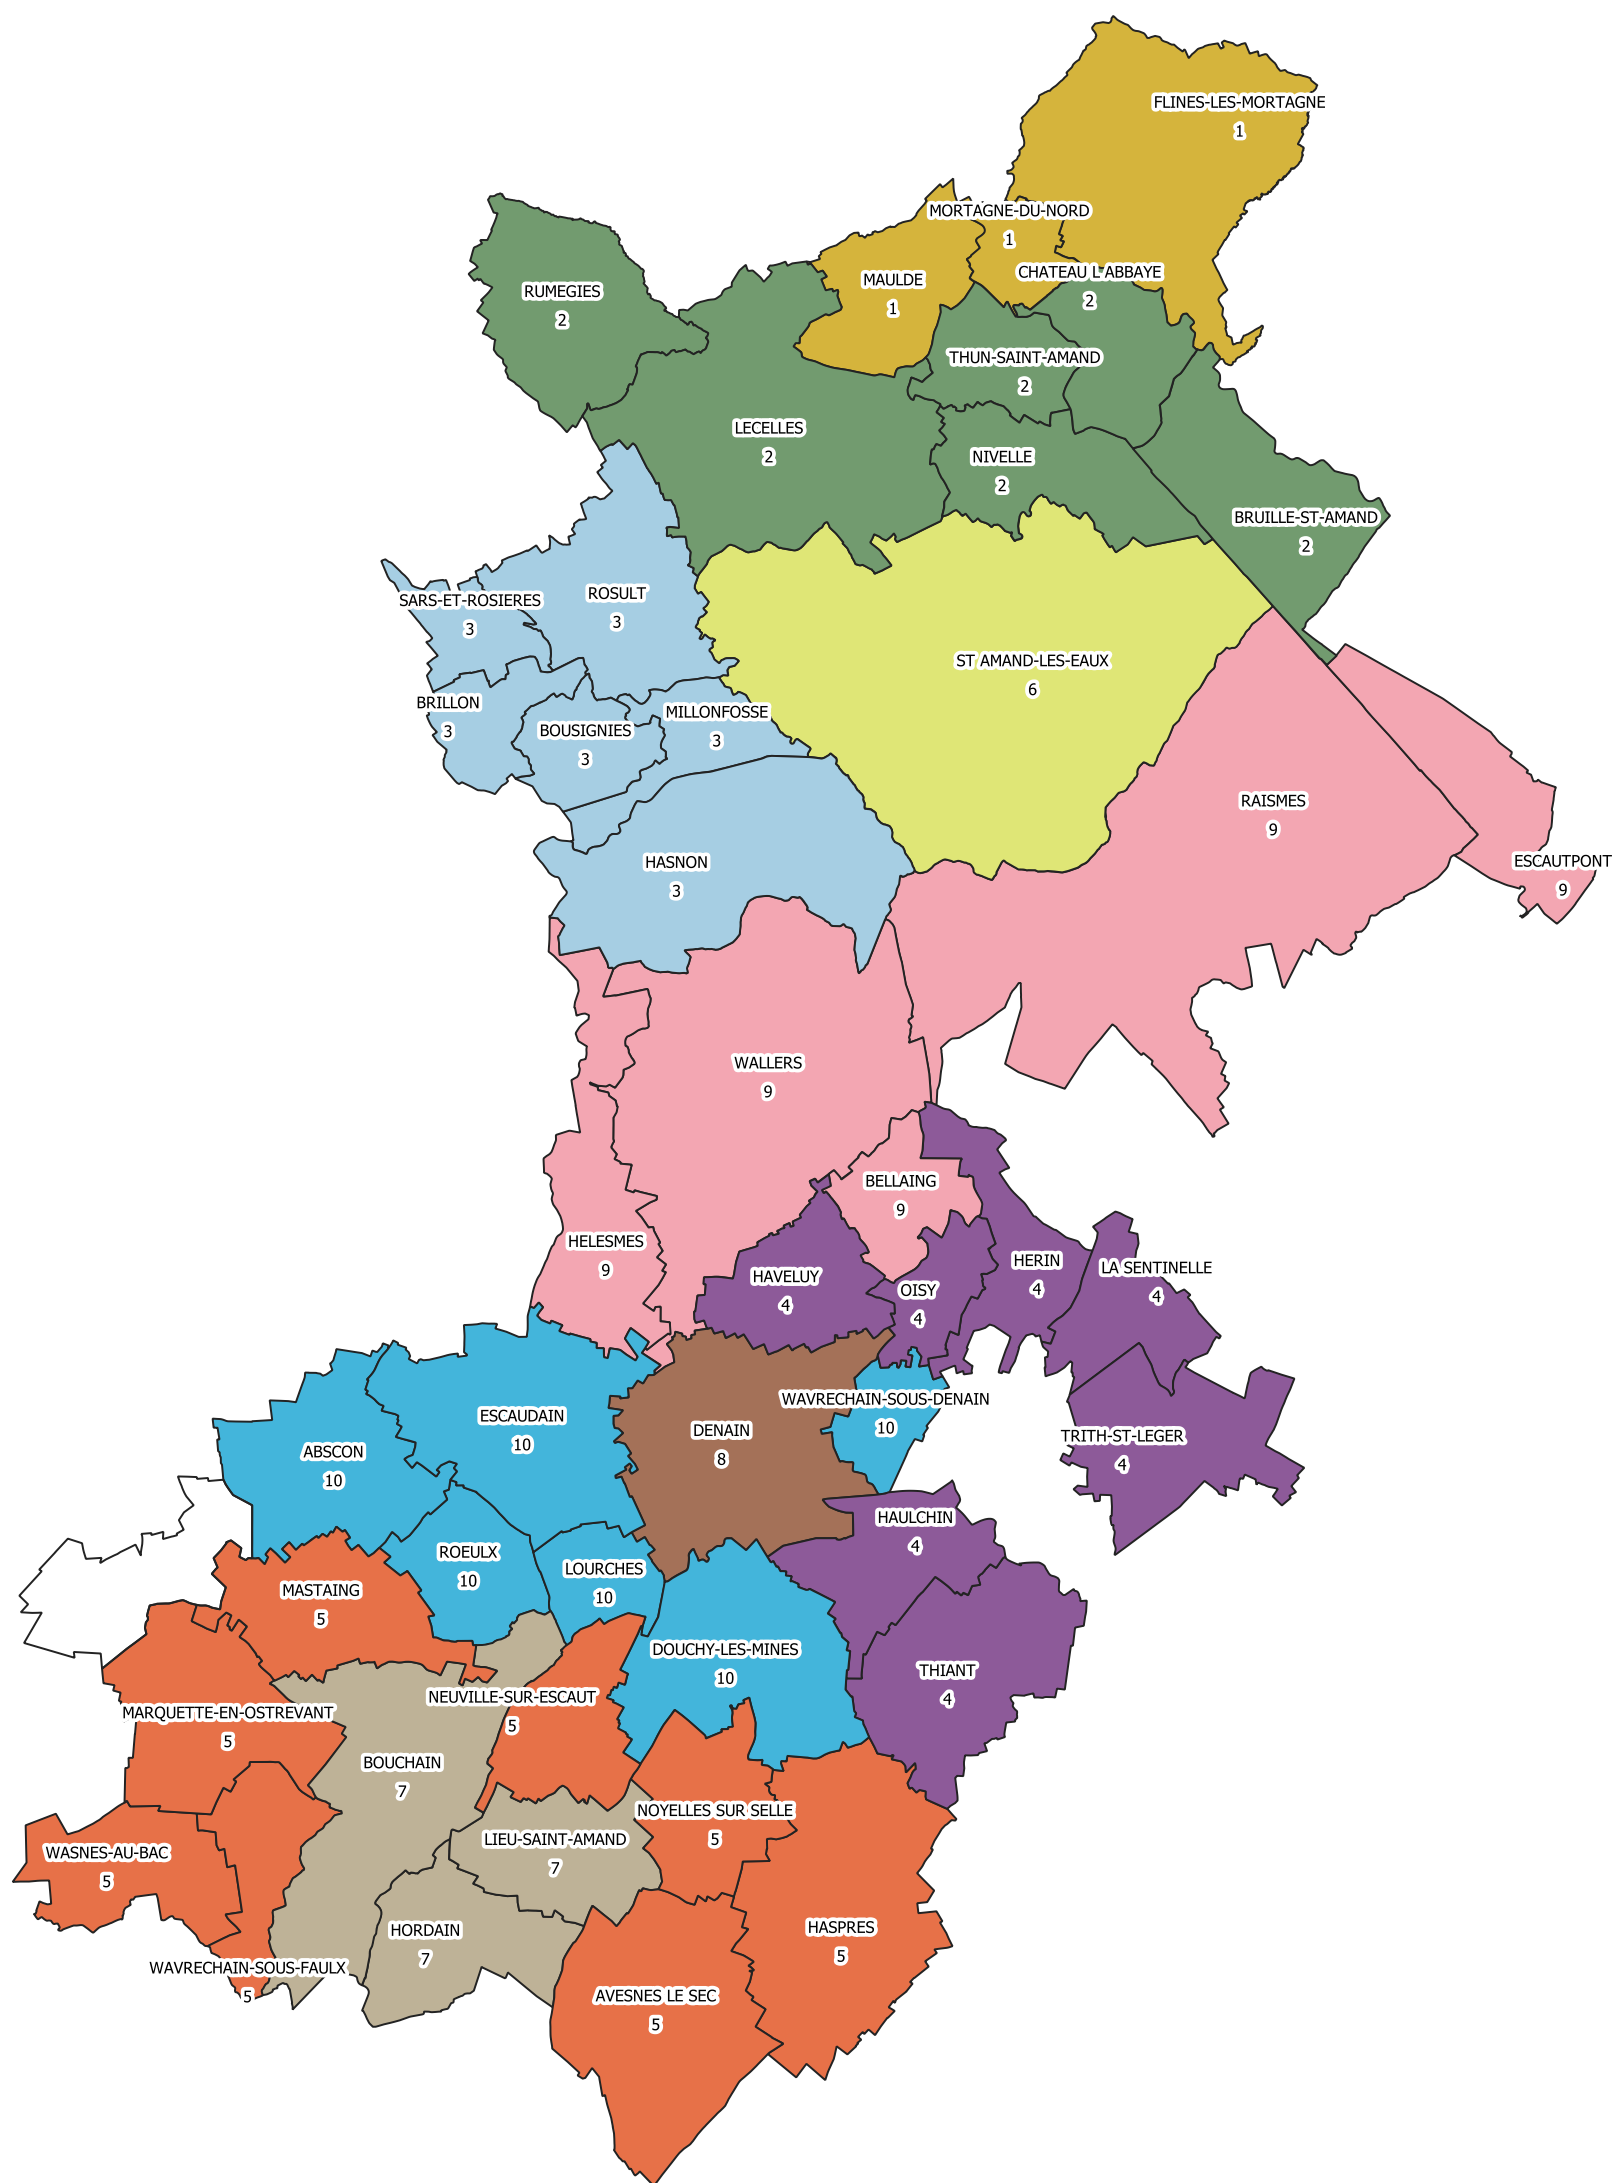 FLINES-LES-MORTAGNE
1
MORTAGNE-DU-NORD
1
MAULDE
1
CHATEAU L ABBAYE
2
RUMEGIES
2
THUN-SAINT-AMAND
2
LECELLES
2
NIVELLE
2
BRUILLE-ST-AMAND
2
SARS-ET-ROSIERES
3
ROSULT
3
ST AMAND-LES-EAUX
6
BRILLON
3
BOUSIGNIES
3
MILLONFOSSE
3
RAISMES
9
HASNON
3
ESCAUTPONT
9
WALLERS
9
BELLAING
9
HELESMES
9
HAVELUY
4
OISY
4
HERIN
4
LA SENTINELLE
4
WAVRECHAIN-SOUS-DENAIN
10
ESCAUDAIN
10
DENAIN
8
ABSCON
10
TRITH-ST-LEGER
4
HAULCHIN
4
ROEULX
10
LOURCHES
10
MASTAING
5
DOUCHY-LES-MINES
10
THIANT
4
NEUVILLE-SUR-ESCAUT
5
MARQUETTE-EN-OSTREVANT
5
BOUCHAIN
7
NOYELLES SUR SELLE
5
LIEU-SAINT-AMAND
7
WASNES-AU-BAC
5
HORDAIN
7
HASPRES
5
WAVRECHAIN-SOUS-FAULX
5
AVESNES LE SEC
5